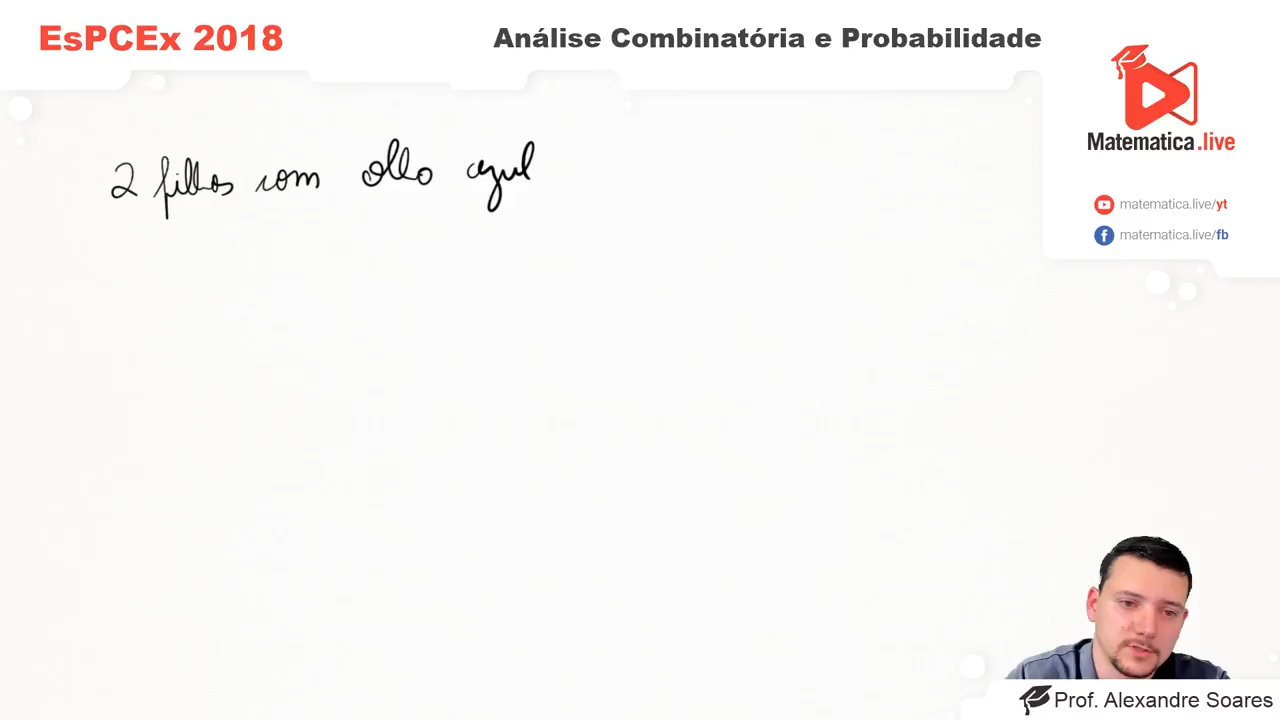 EsPCEx 2018
Análise Combinatória e Probabilidade
Matematica.live
matematica.live/yt
matematica.live/fb
2 filhos com olho azul
Prof. Alexandre Soares